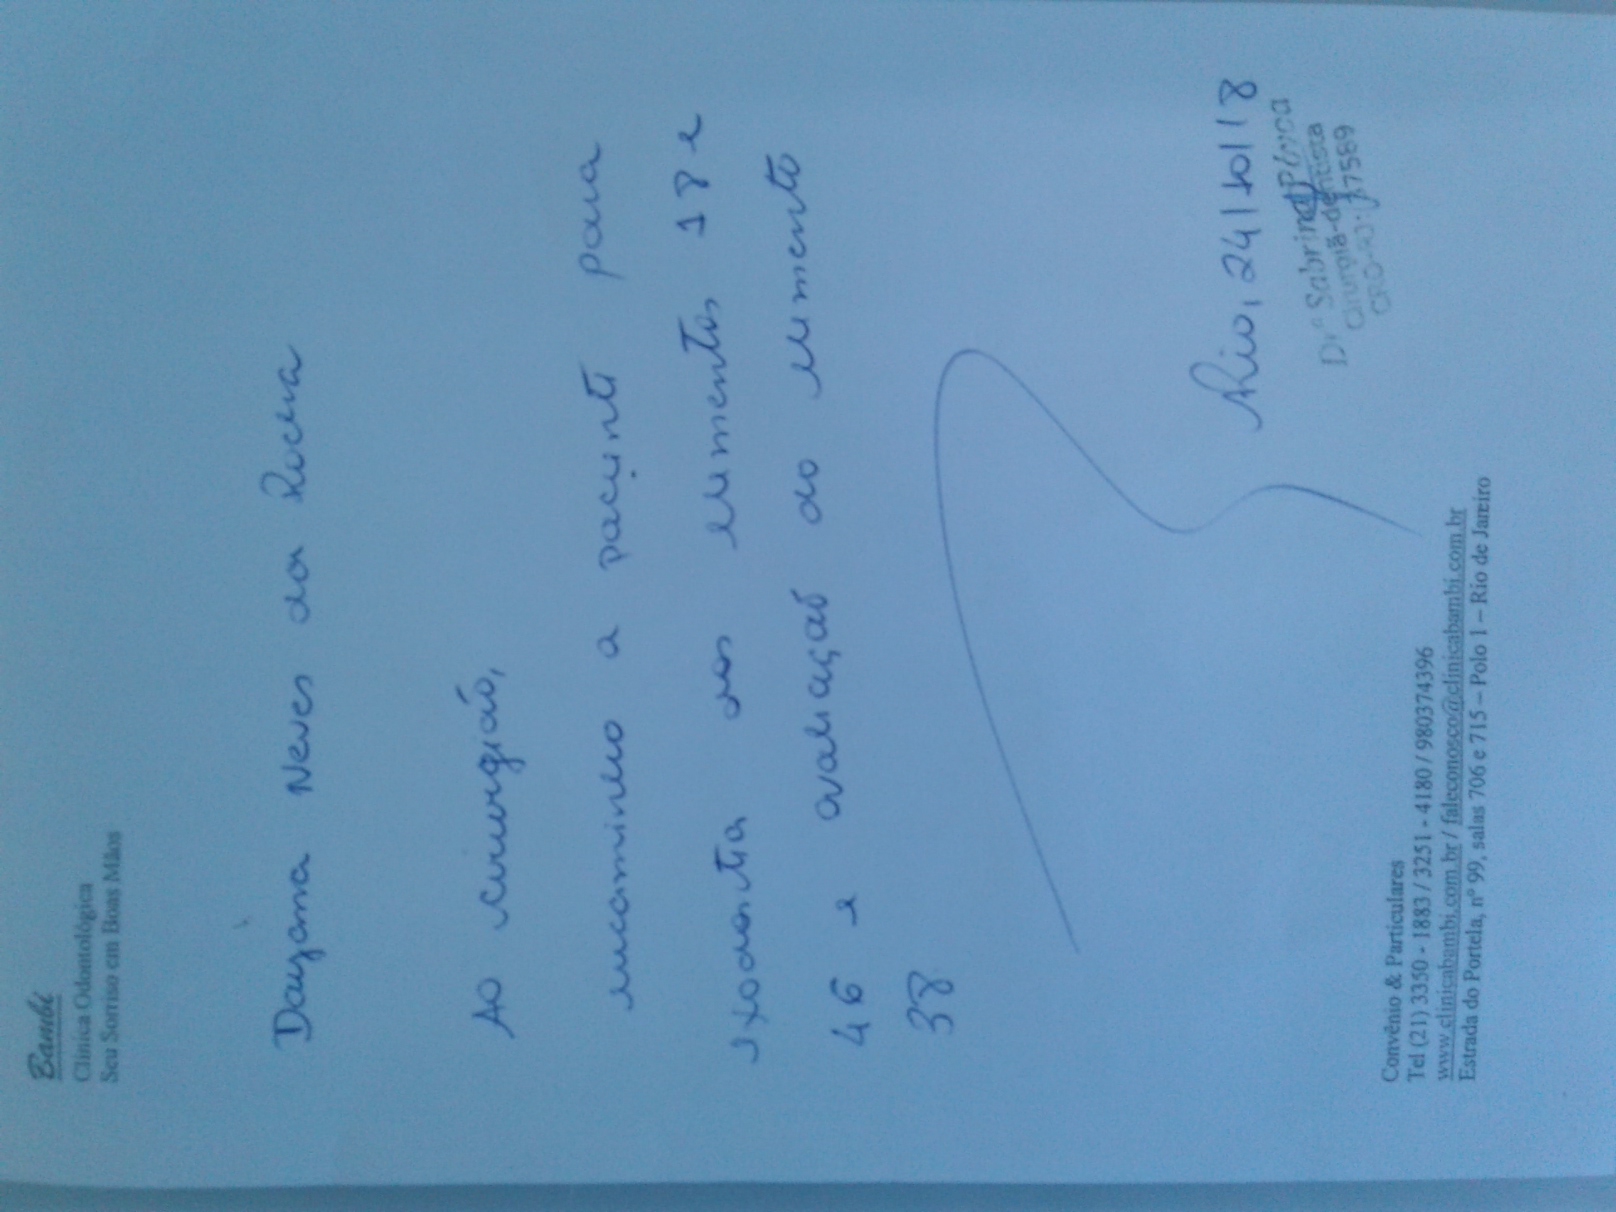 Bambi
Clínica Odontológica
Seu Sorriso em Boas Mãos
Dayana Neves da Rocha
Ao cirurgião,
encaminho a paciente para
exodontia dos elementos 18 e
46 e avaliação do elemento
38
Rio, 24/10/18
Drª Sabrina
Cirurgiã-dentista
CRO-RJ: 37589
Convênio & Particulares
Tel (21) 3350 - 1883 / 3251 - 4180 / 980374396
www.clinicabambi.com.br / faleconosco@clinicabambi.com.br
Estrada do Portela, nº 99, salas 706 e 715 – Polo 1 – Rio de Janeiro